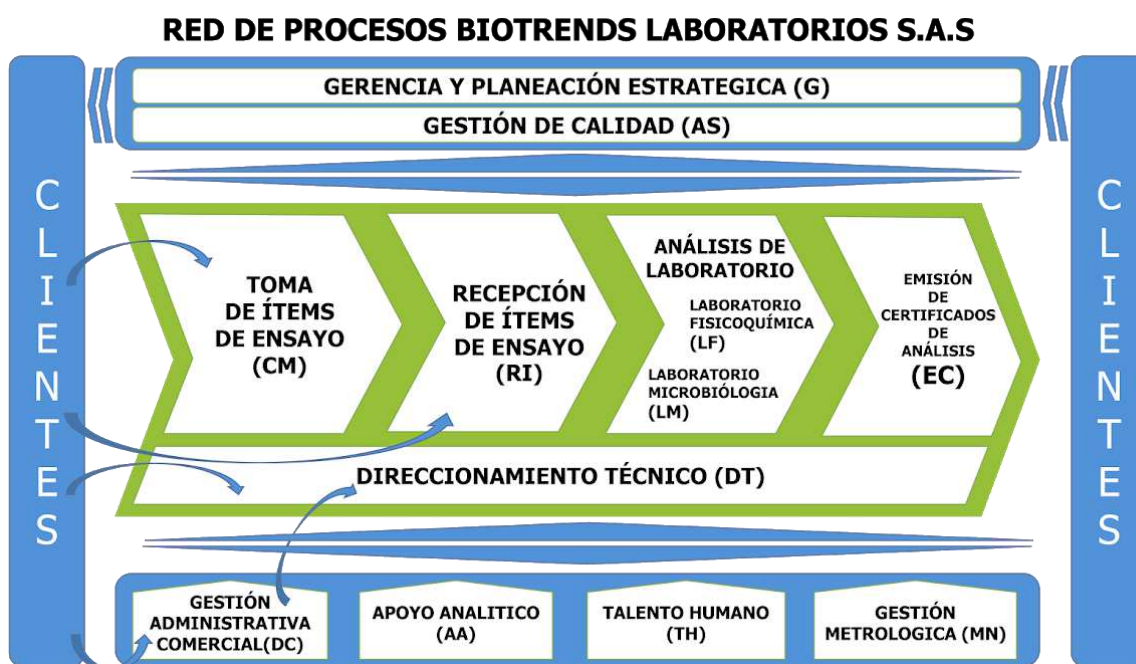 RED DE PROCESOS BIOTRENDS LABORATORIOS S.A.S
CLIENTES
GERENCIA Y PLANEACIÓN ESTRATEGICA (G)
GESTIÓN DE CALIDAD (AS)
TOMA
DE ÍTEMS
DE ENSAYO
(CM)
RECEPCIÓN
DE ÍTEMS
DE ENSAYO
(RI)
ANÁLISIS DE
LABORATORIO
LABORATORIO
FISICOQUÍMICA
(LF)
LABORATORIO
MICROBIÓLOGIA
(LM)
EMISIÓN
DE
CERTIFICADOS
DE
ANÁLISIS
(EC)
DIRECCIONAMIENTO TÉCNICO (DT)
GESTIÓN
ADMINISTRATIVA
COMERCIAL(DC)
APOYO ANALITICO
(AA)
TALENTO HUMANO
(TH)
GESTIÓN
METROLOGICA (MN)
CLIENTES